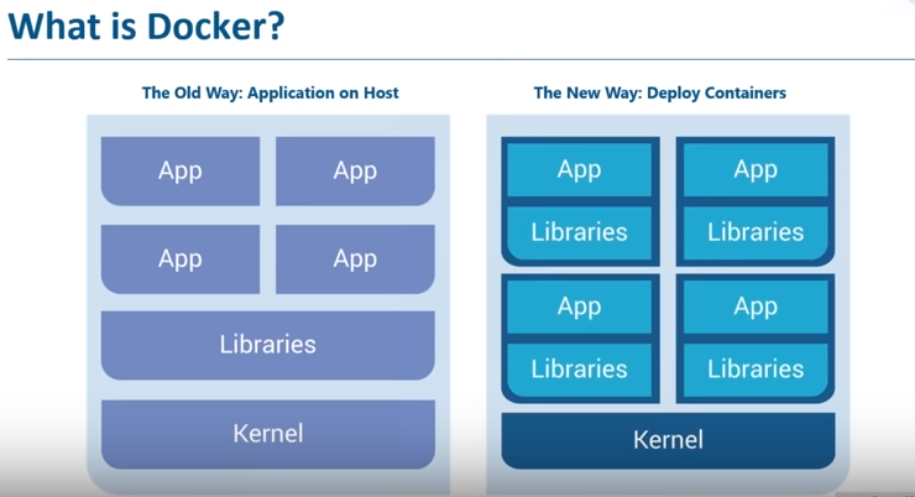 What is Docker?
The Old Way: Application on Host
App App
App App
Libraries
Kernel
The New Way: Deploy Containers
App App
Libraries Libraries
App App
Libraries Libraries
Kernel